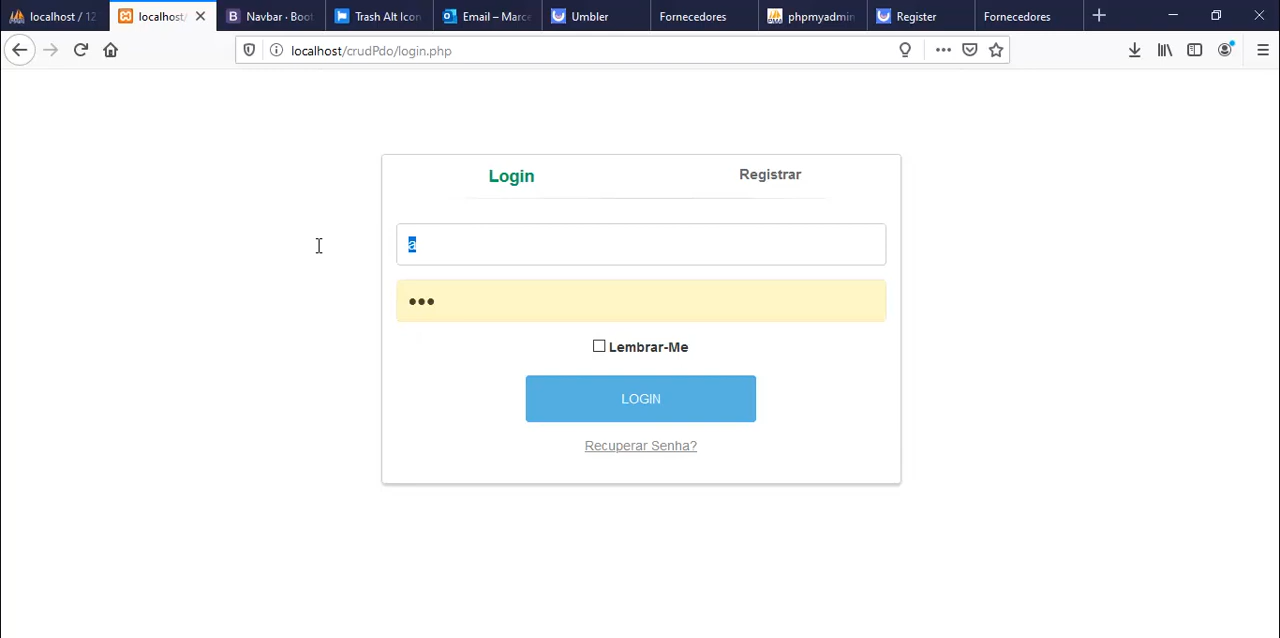 localhost / 12
localhost/
Navbar · Boot
Trash Alt Icon
Email – Marce
Umbler
Fornecedores
phpmyadmin
Register
Fornecedores
localhost/crudPdo/login.php
Login
Registrar
a
•••
Lembrar-Me
LOGIN
Recuperar Senha?